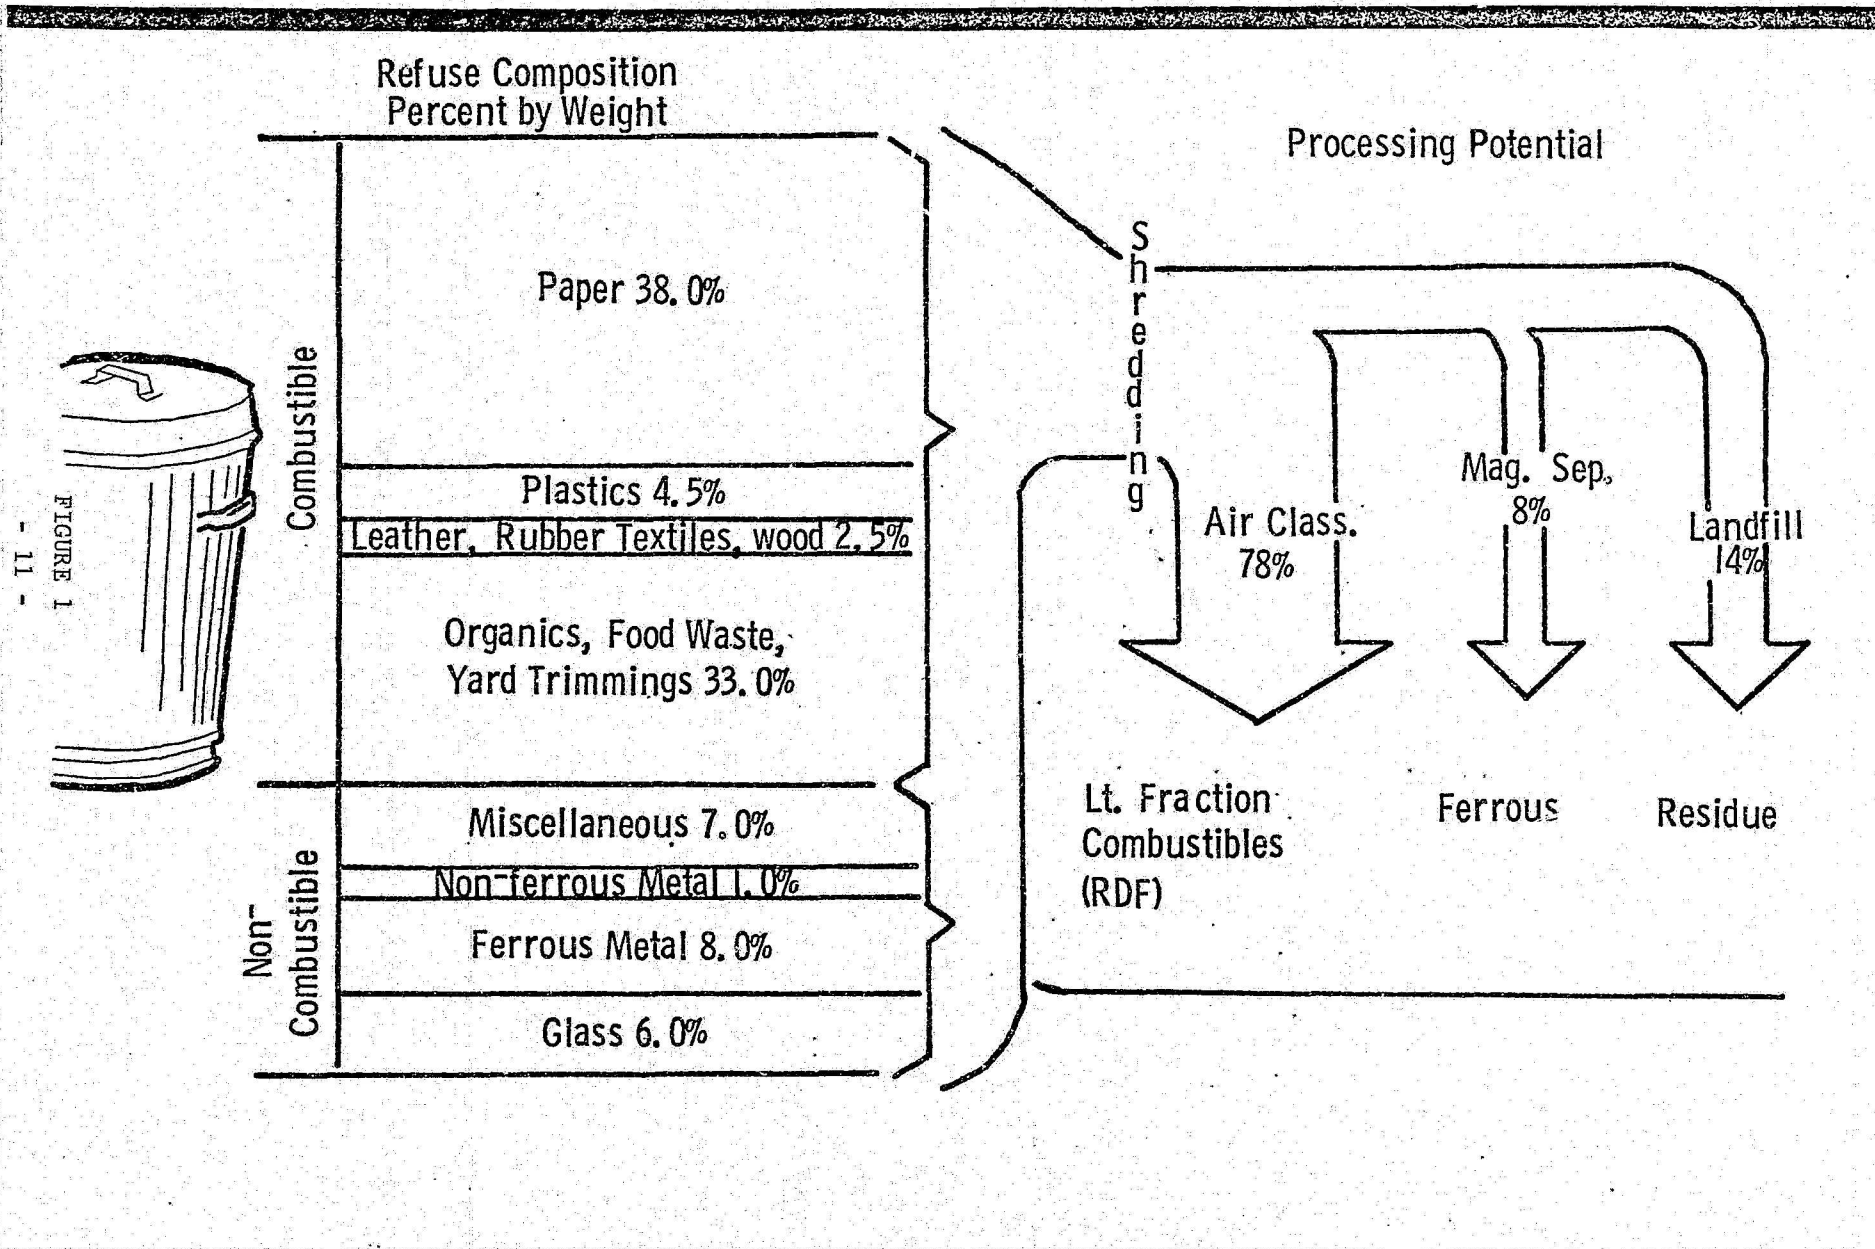 Refuse Composition
Percent by Weight
Combustible
Paper 38.0%
Plastics 4.5%
Leather, Rubber Textiles, wood 2.5%
Organics, Food Waste,
Yard Trimmings 33.0%
Non-
Combustible
Miscellaneous 7.0%
Non-ferrous Metal 1.0%
Ferrous Metal 8.0%
Glass 6.0%
Processing Potential
Shredding
Air Class.
78%
Mag. Sep.
8%
Landfill
14%
Lt. Fraction
Combustibles
(RDF)
Ferrous
Residue
FIGURE 1
- 11 -